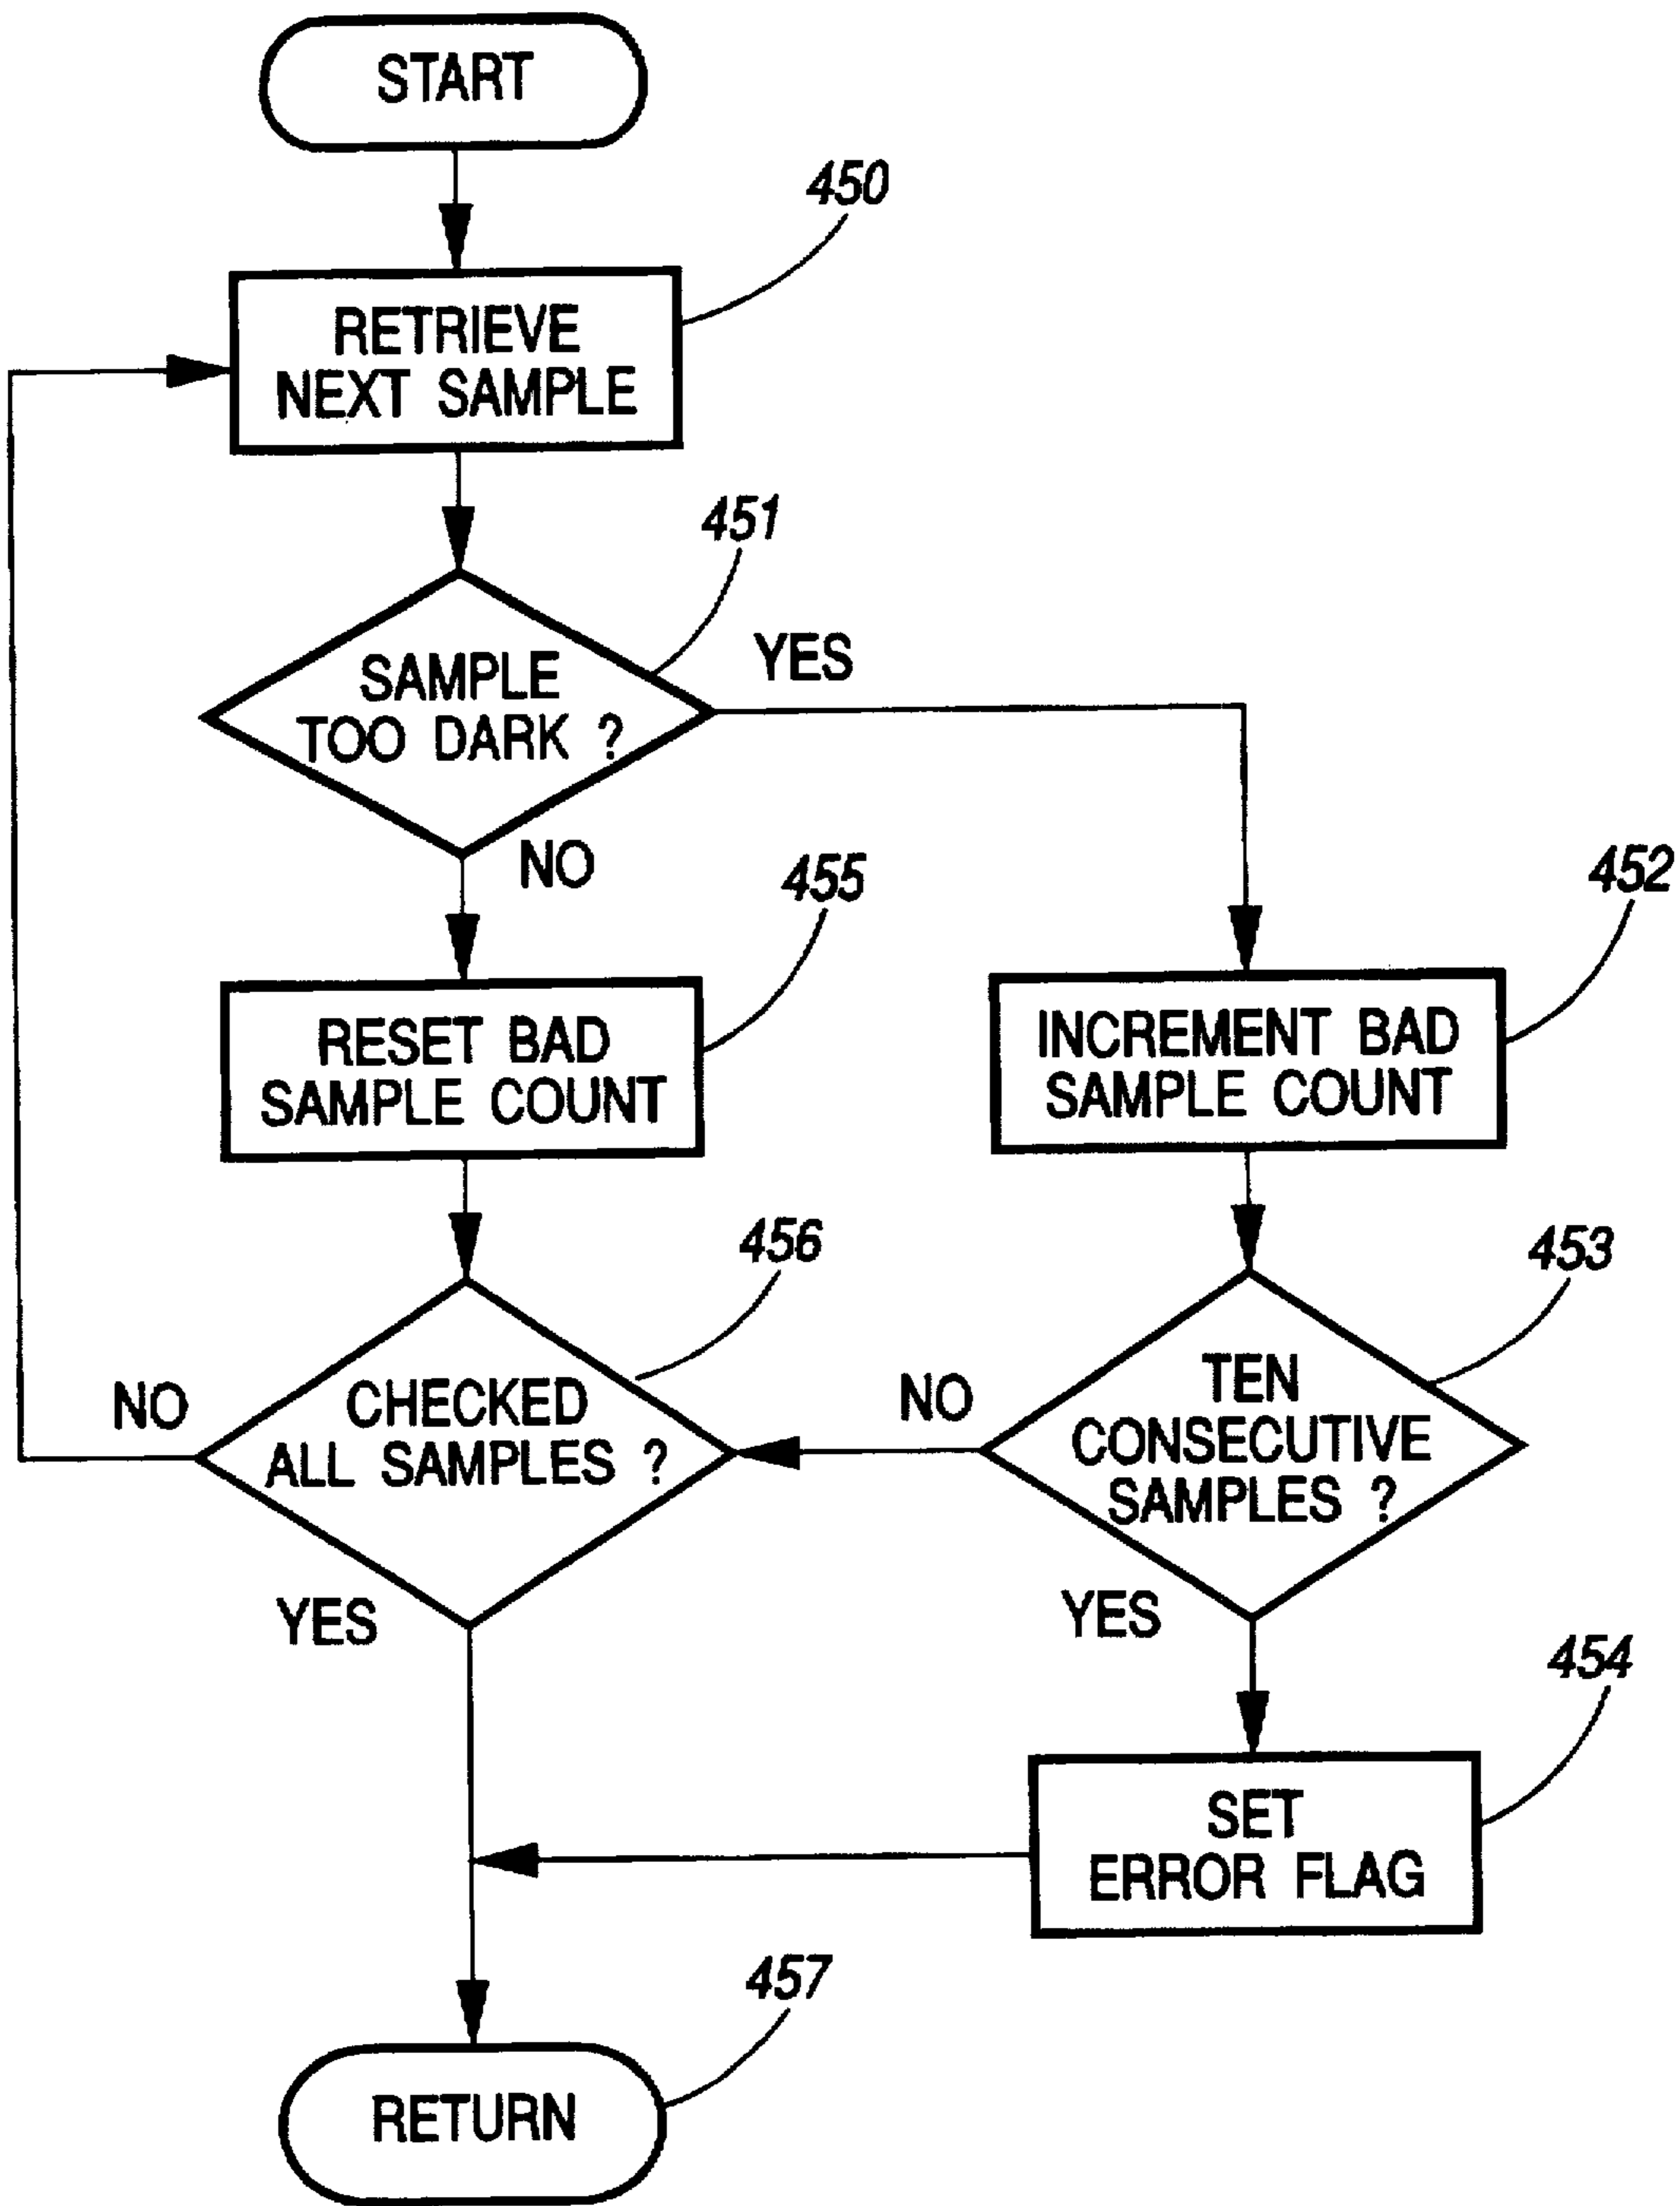 START
450
RETRIEVE
NEXT SAMPLE
451
SAMPLE
TOO DARK ?
YES
NO
455
452
RESET BAD
SAMPLE COUNT
INCREMENT BAD
SAMPLE COUNT
456
453
NO
CHECKED
ALL SAMPLES ?
NO
TEN
CONSECUTIVE
SAMPLES ?
YES
YES
454
SET
ERROR FLAG
457
RETURN